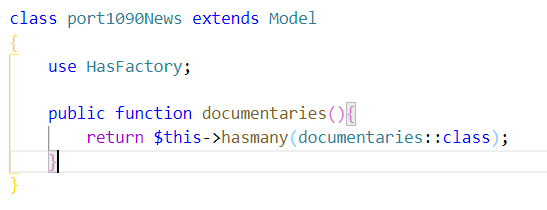 class port1090News extends Model
{
use HasFactory;
public function documentaries(){
return $this->hasmany(documentaries::class);
}
}